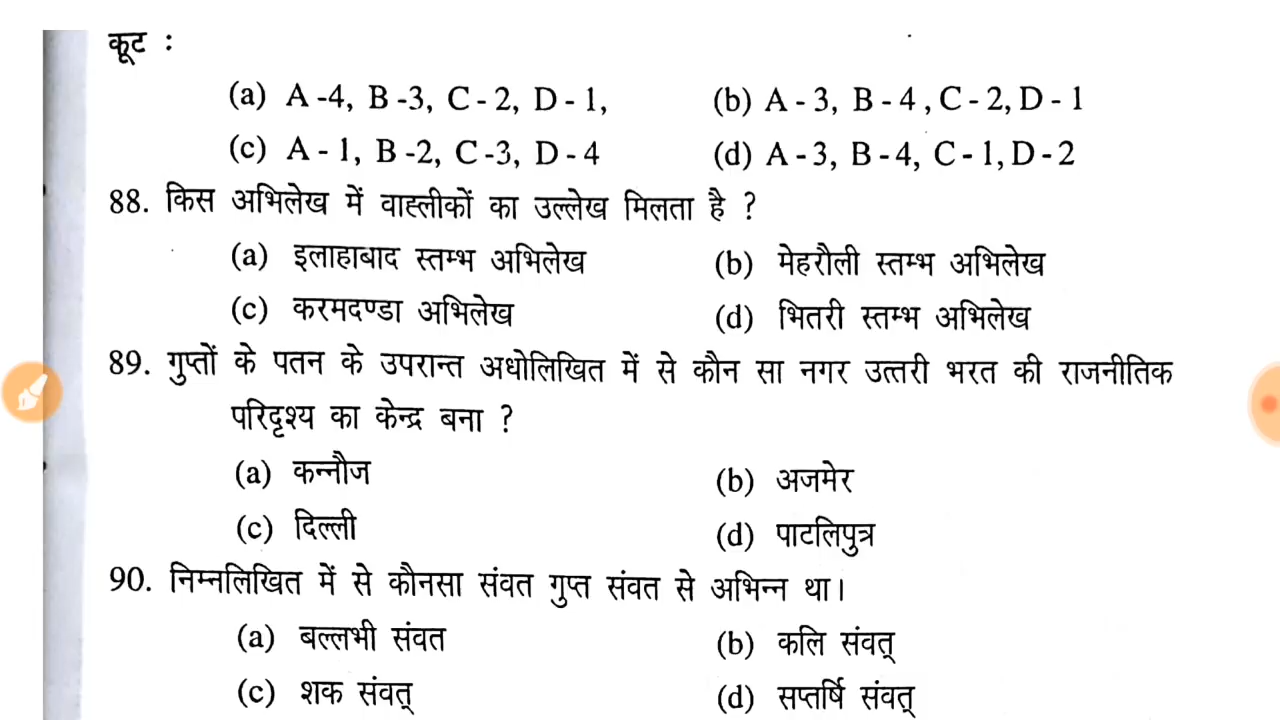 कूट :
(a) A -4, B -3, C - 2, D - 1, (b) A - 3, B - 4 , C - 2, D - 1
(c) A - 1, B -2, C -3, D - 4 (d) A - 3, B - 4, C - 1, D - 2
88. किस अभिलेख में वाह्लीकों का उल्लेख मिलता है ?
(a) इलाहाबाद स्तम्भ अभिलेख (b) मेहरौली स्तम्भ अभिलेख
(c) करमदण्डा अभिलेख (d) भितरी स्तम्भ अभिलेख
89. गुप्तों के पतन के उपरान्त अधोलिखित में से कौन सा नगर उत्तरी भरत की राजनीतिक
परिदृश्य का केन्द्र बना ?
(a) कन्नौज (b) अजमेर
(c) दिल्ली (d) पाटलिपुत्र
90. निम्नलिखित में से कौनसा संवत गुप्त संवत से अभिन्न था।
(a) बल्लभी संवत (b) कलि संवत्
(c) शक संवत् (d) सप्तर्षि संवत्